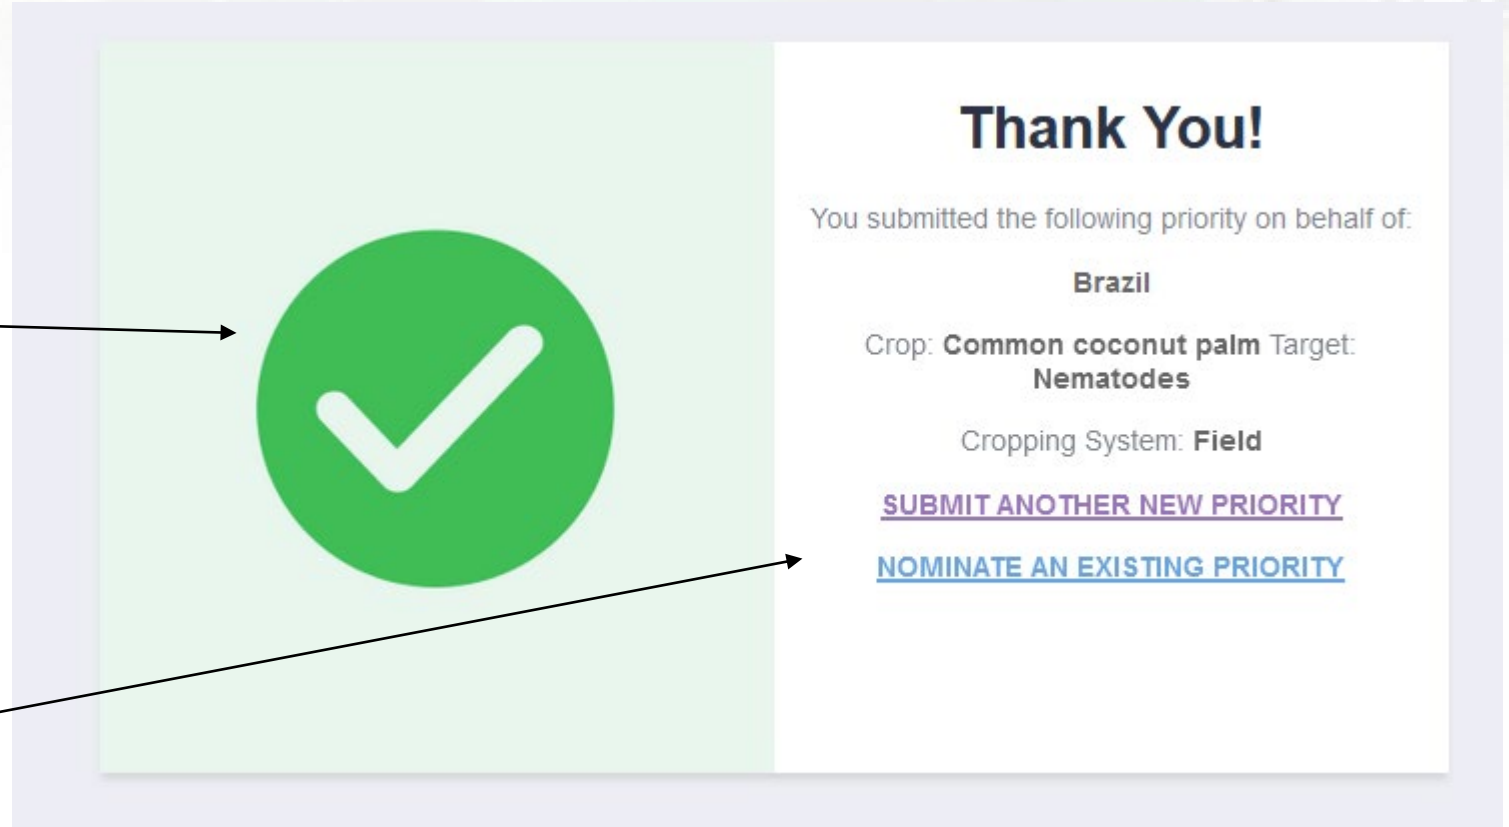 Thank You!
You submitted the following priority on behalf of:
Brazil
Crop: Common coconut palm Target:
Nematodes
Cropping System: Field
SUBMIT ANOTHER NEW PRIORITY
NOMINATE AN EXISTING PRIORITY